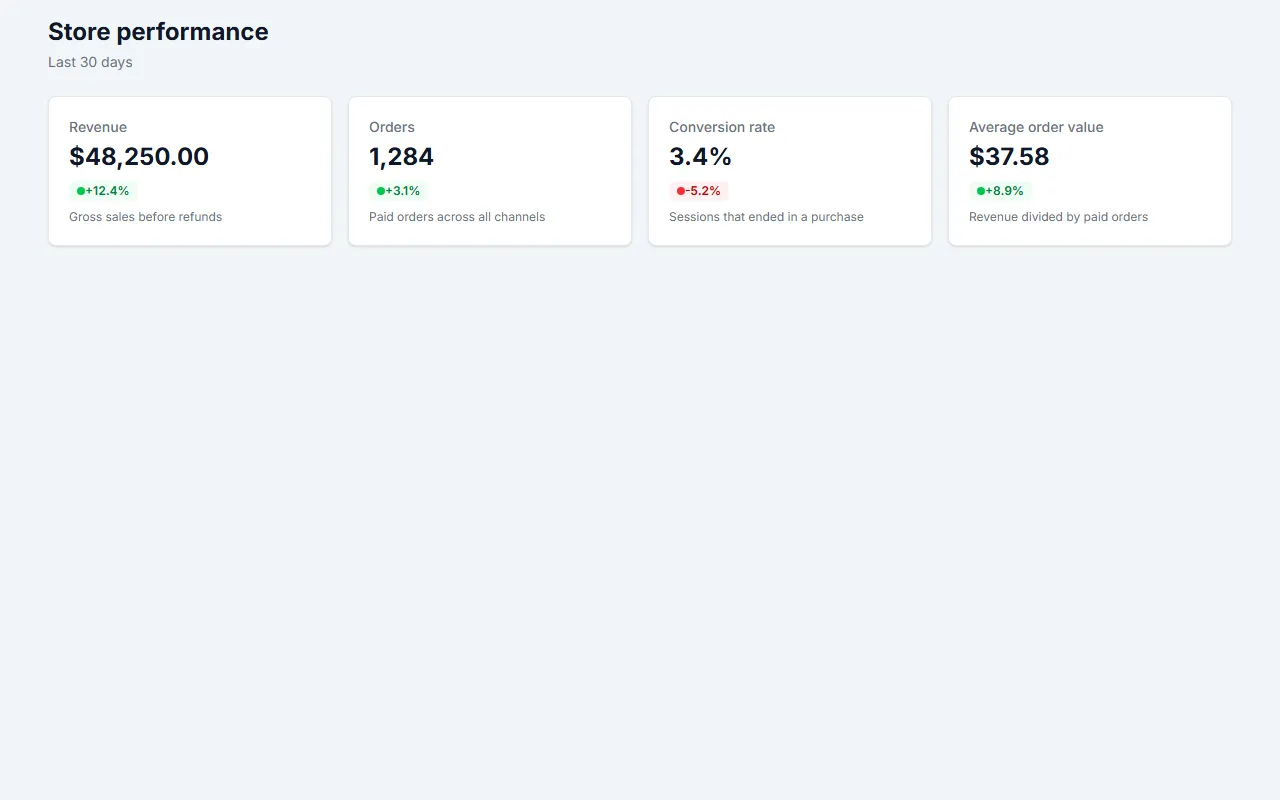 Store performance
Last 30 days
Revenue
$48,250.00
+12.4%
Gross sales before refunds
Orders
1,284
+3.1%
Paid orders across all channels
Conversion rate
3.4%
-5.2%
Sessions that ended in a purchase
Average order value
$37.58
+8.9%
Revenue divided by paid orders